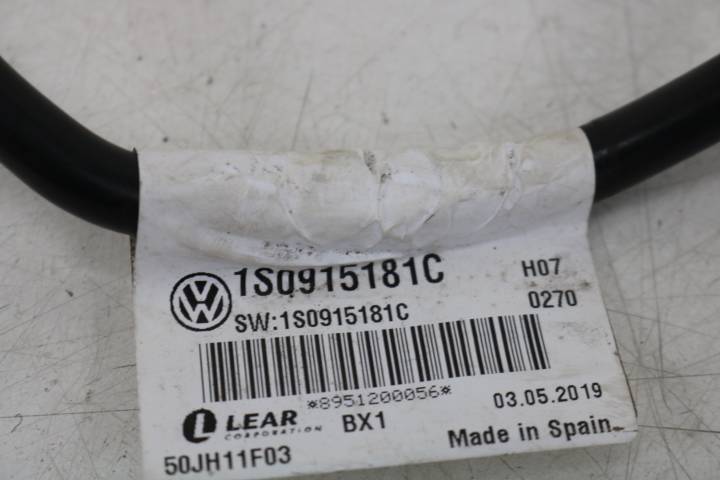 1S0915181C H07
SW:1S0915181C 0270
*8951200056* 03.05.2019
LEAR BX1
CORPORATION Made in Spain
50JH11F03